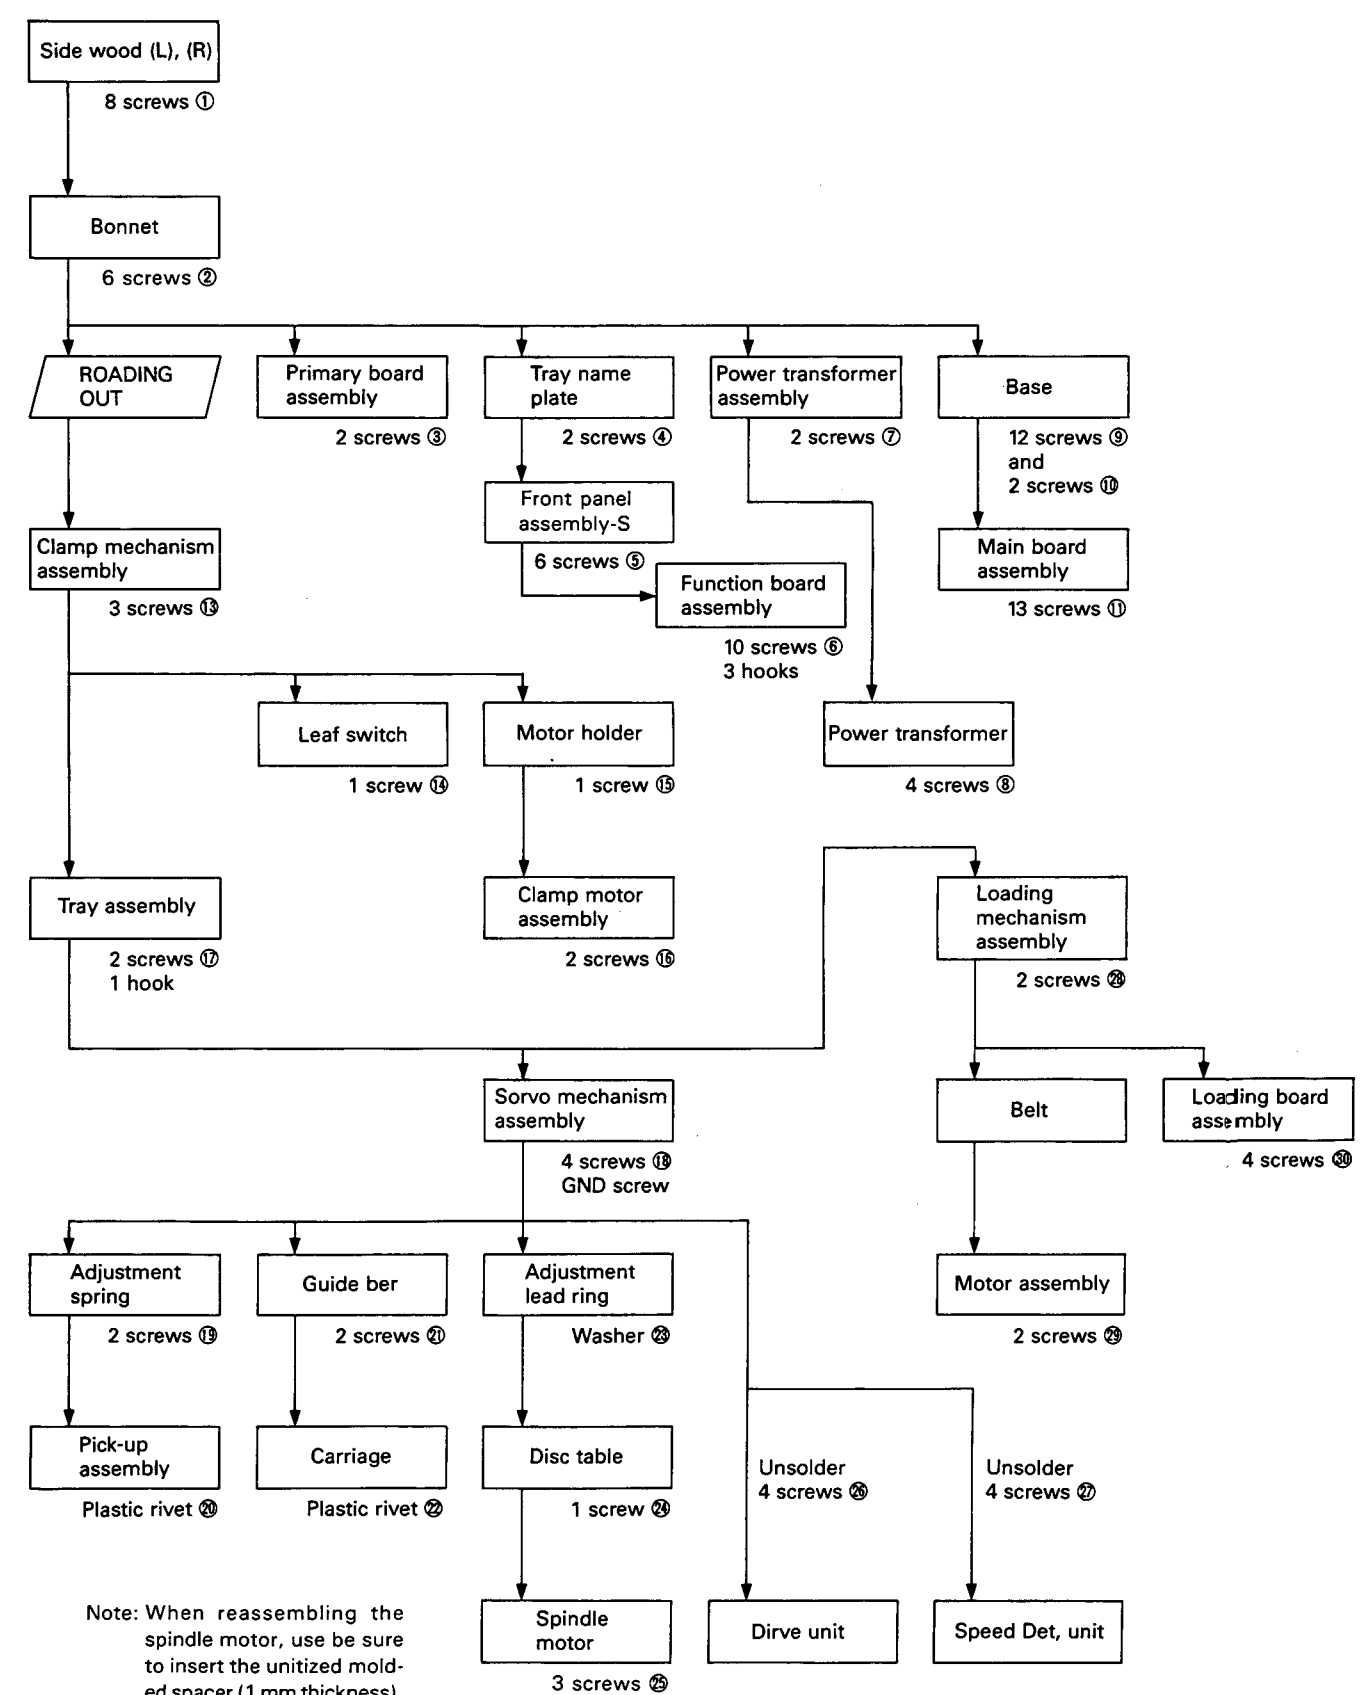 Side wood (L), (R)
8 screws ①
Bonnet
6 screws ②
ROADING
OUT
Primary board
assembly
2 screws ③
Tray name
plate
2 screws ④
Power transformer
assembly
2 screws ⑦
Base
12 screws ⑨
and
2 screws ⑩
Front panel
assembly-S
6 screws ⑤
Clamp mechanism
assembly
3 screws ⑬
Function board
assembly
10 screws ⑥
3 hooks
Main board
assembly
13 screws ⑪
Leaf switch
1 screw ⑭
Motor holder
1 screw ⑮
Power transformer
4 screws ⑧
Tray assembly
2 screws ⑰
1 hook
Clamp motor
assembly
2 screws ⑯
Loading
mechanism
assembly
2 screws ㉘
Sorvo mechanism
assembly
4 screws ⑱
GND screw
Belt
Loading board
assembly
4 screws ㉚
Adjustment
spring
2 screws ⑲
Guide ber
2 screws ㉑
Adjustment
lead ring
Washer ㉓
Motor assembly
2 screws ㉙
Pick-up
assembly
Plastic rivet ⑳
Carriage
Plastic rivet ㉒
Disc table
1 screw ㉔
Unsolder
4 screws ㉖
Unsolder
4 screws ㉗
Spindle
motor
3 screws ㉕
Dirve unit
Speed Det, unit
Note: When reassembling the
spindle motor, use be sure
to insert the unitized mold-
ed spacer (1 mm thickness)